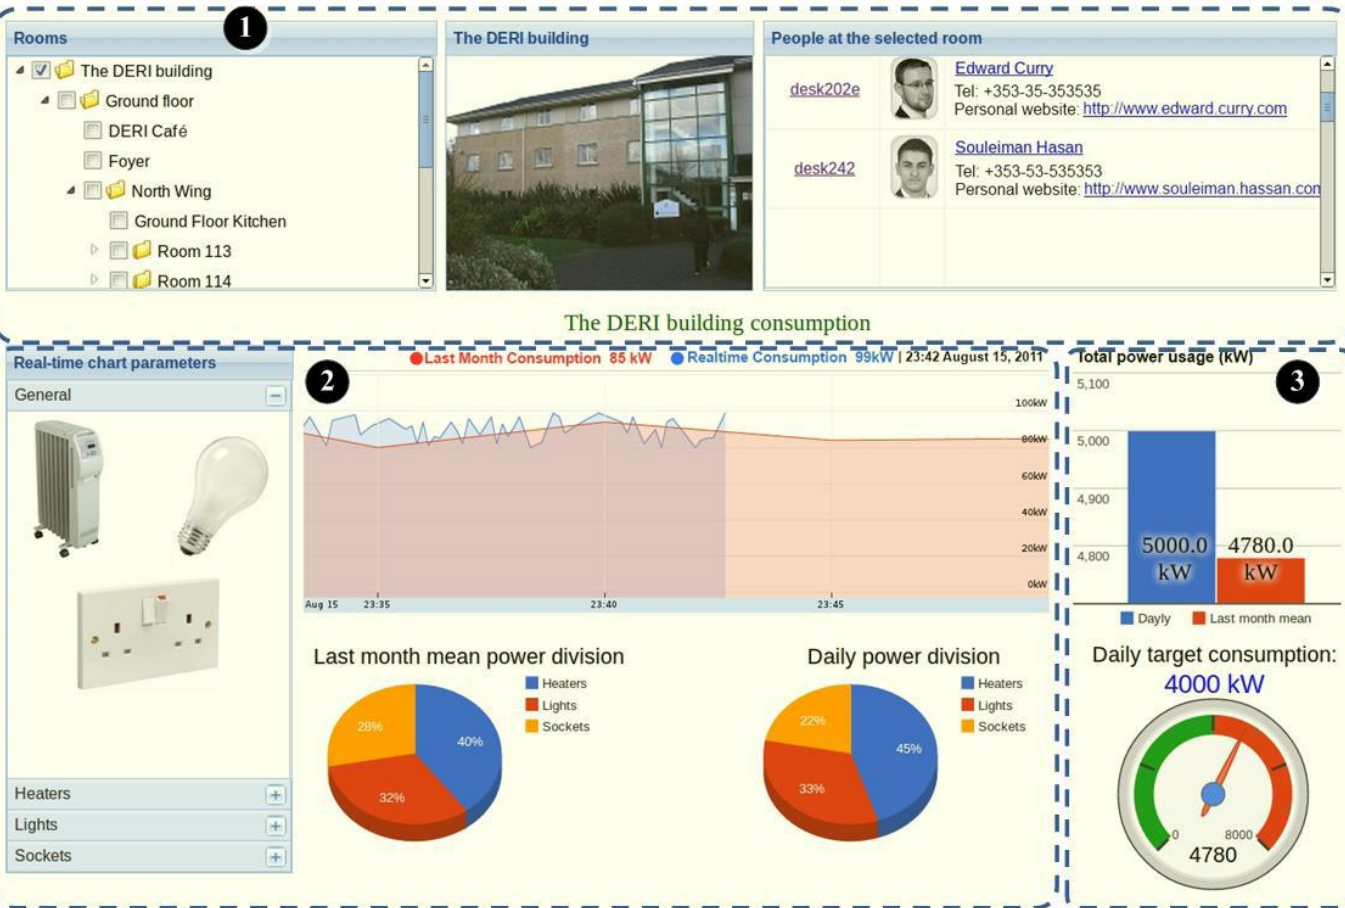 1
Rooms
The DERI building
Ground floor
DERI Café
Foyer
North Wing
Ground Floor Kitchen
Room 113
Room 114
The DERI building
People at the selected room
desk202e
Edward Curry
Tel: +353-35-353535
Personal website: http://www.edward.curry.com
desk242
Souleiman Hasan
Tel: +353-53-535353
Personal website: http://www.souleiman.hassan.com
The DERI building consumption
Real-time chart parameters
General
Heaters
Lights
Sockets
2
Last Month Consumption 85 kW Realtime Consumption 99kW | 23:42 August 15, 2011
100kW
80kW
60kW
40kW
20kW
0kW
Aug 15 23:35 23:40 23:45
Last month mean power division
Heaters
Lights
Sockets
28%
40%
32%
Daily power division
Heaters
Lights
Sockets
22%
45%
33%
Total power usage (kW)
3
5,100
5,000
4,900
4,800
5000.0
kW
4780.0
kW
Dayly Last month mean
Daily target consumption:
4000 kW
0 8000
4780